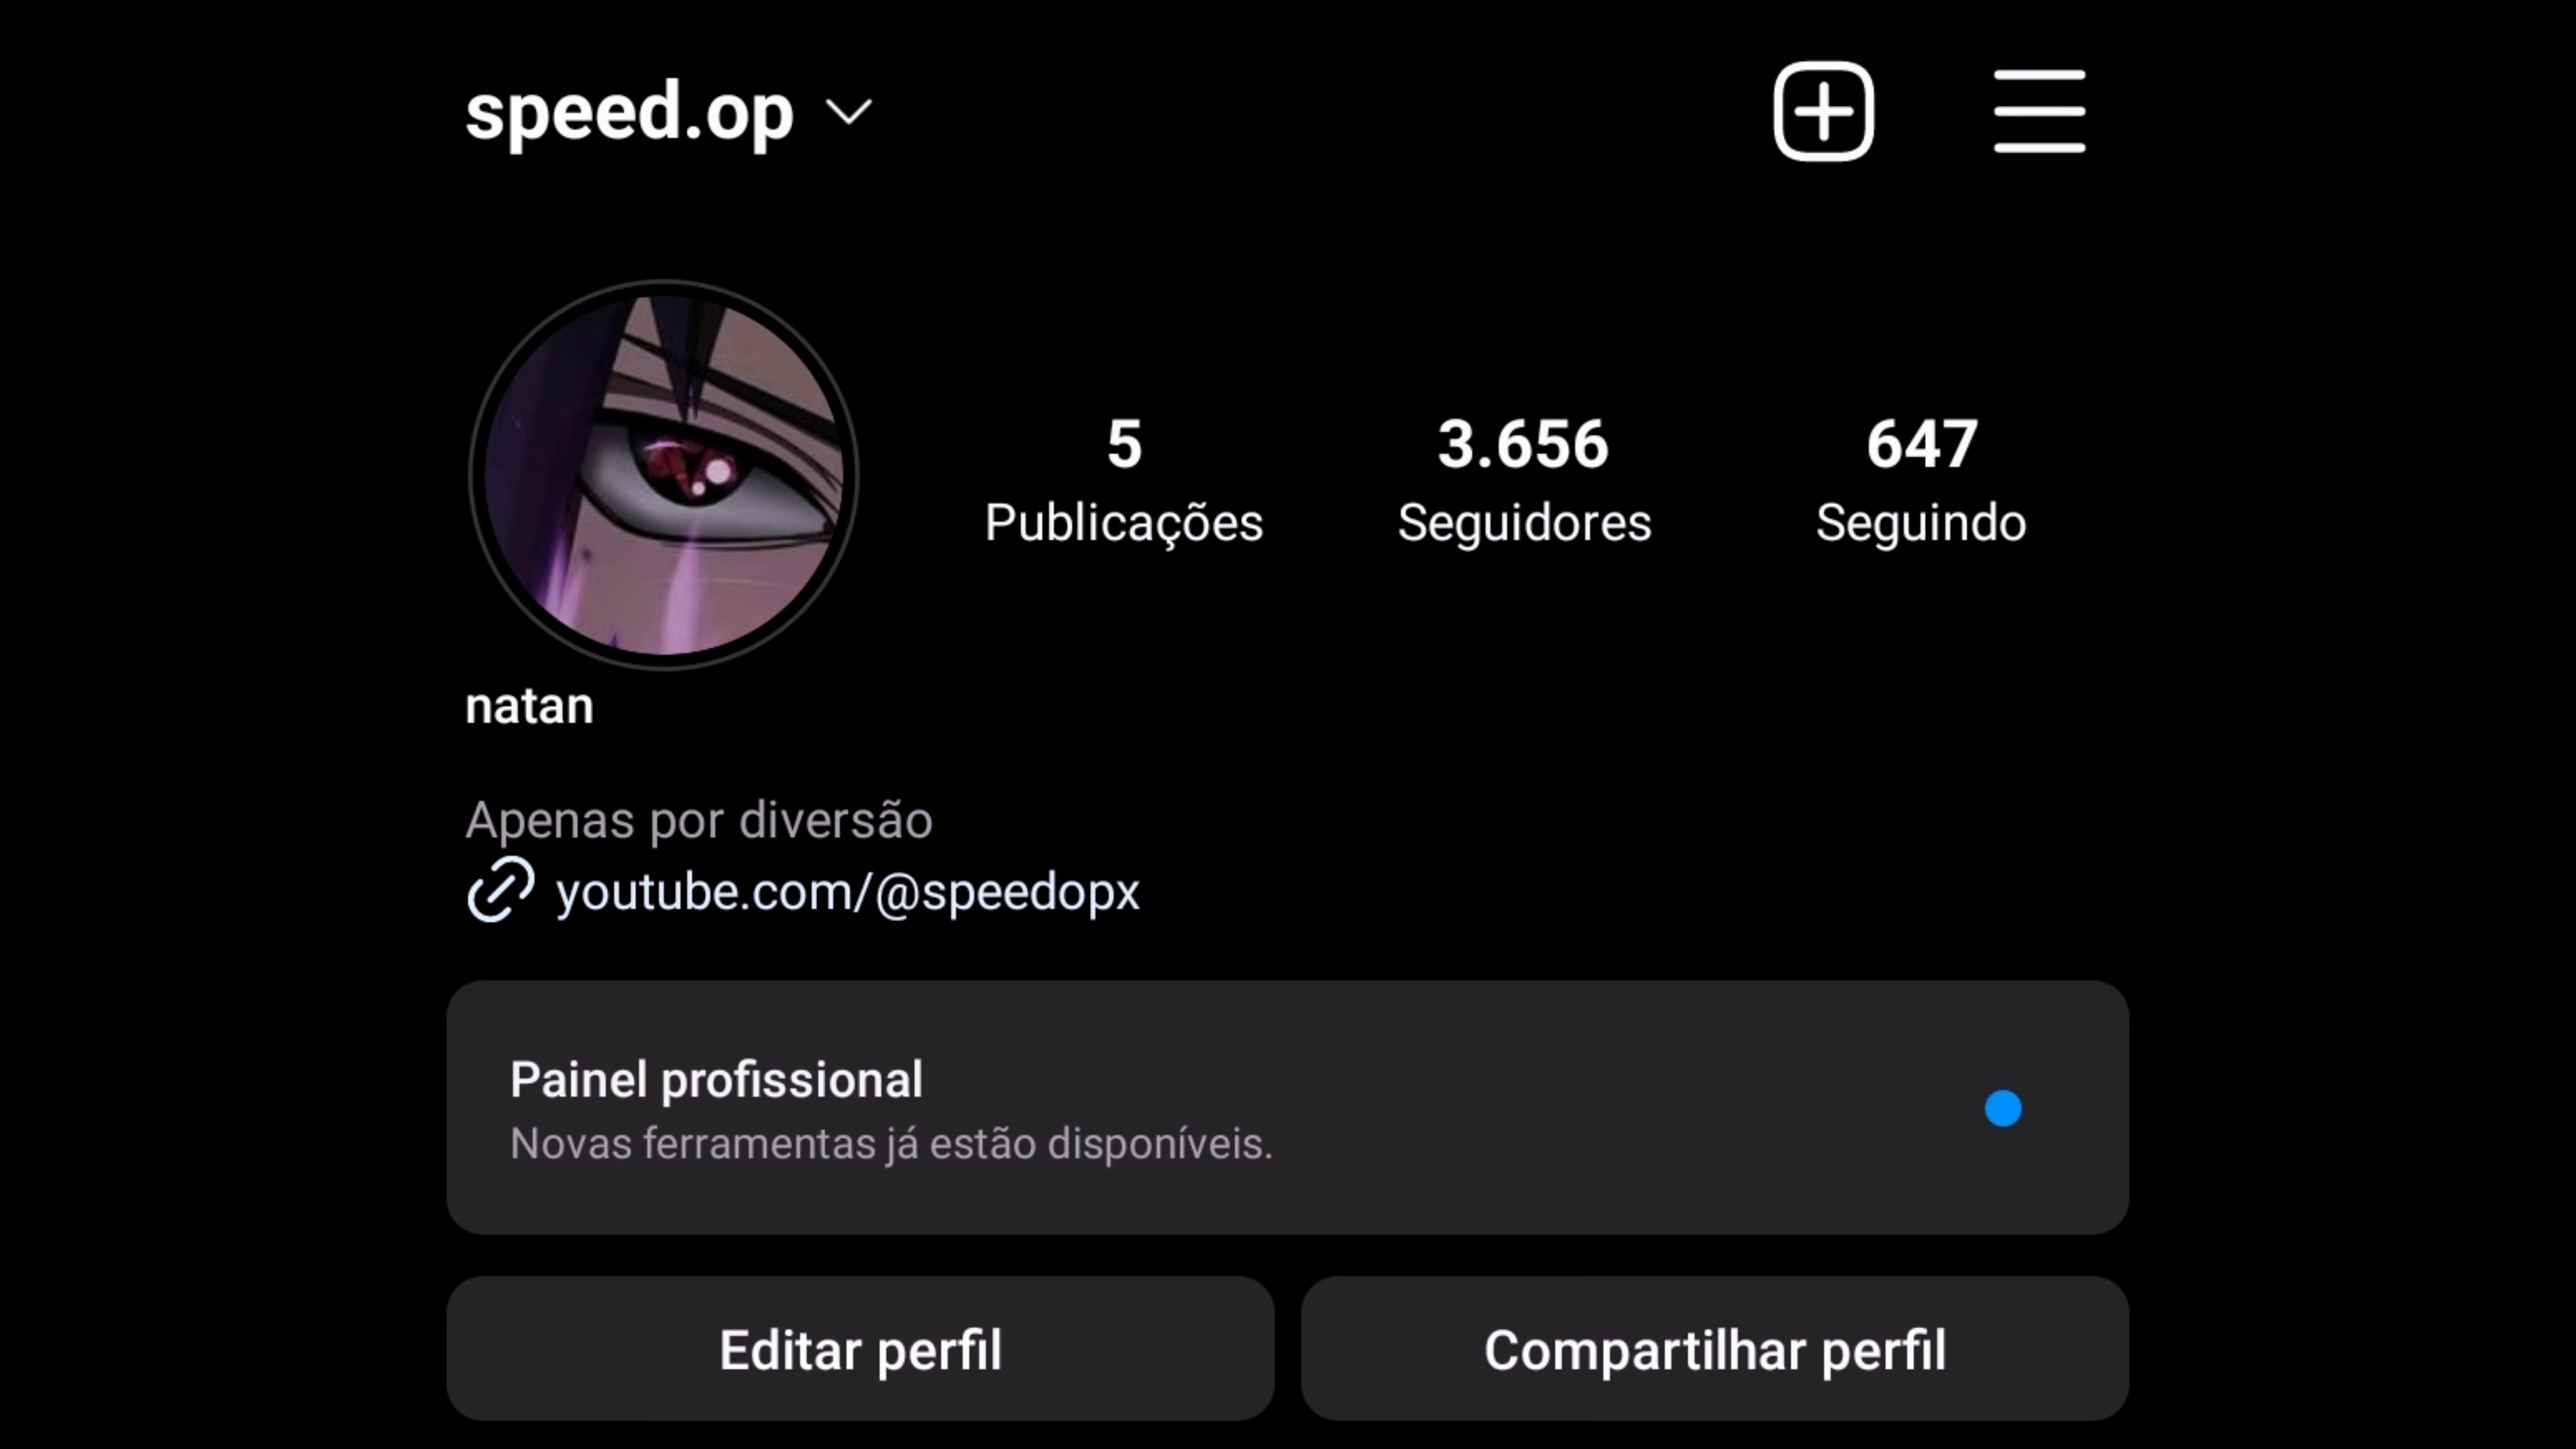 speed.op
5
Publicações
3.656
Seguidores
647
Seguindo
natan
Apenas por diversão
youtube.com/@speedopx
Painel profissional
Novas ferramentas já estão disponíveis.
Editar perfil
Compartilhar perfil